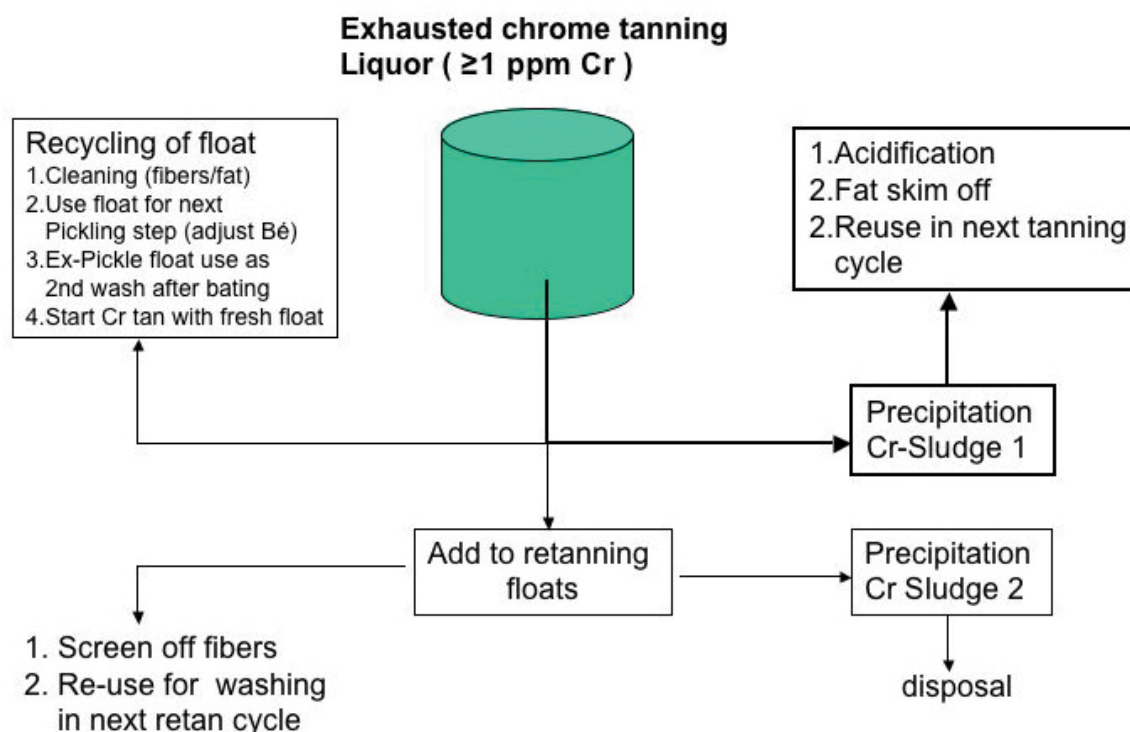 Exhausted chrome tanning
Liquor ( ≥1 ppm Cr )
Recycling of float
1.Cleaning (fibers/fat)
2.Use float for next
Pickling step (adjust Bé)
3.Ex-Pickle float use as
2nd wash after bating
4.Start Cr tan with fresh float
1.Acidification
2.Fat skim off
2.Reuse in next tanning
cycle
Precipitation
Cr-Sludge 1
Add to retanning
floats
Precipitation
Cr Sludge 2
1. Screen off fibers
2. Re-use for washing
in next retan cycle
disposal